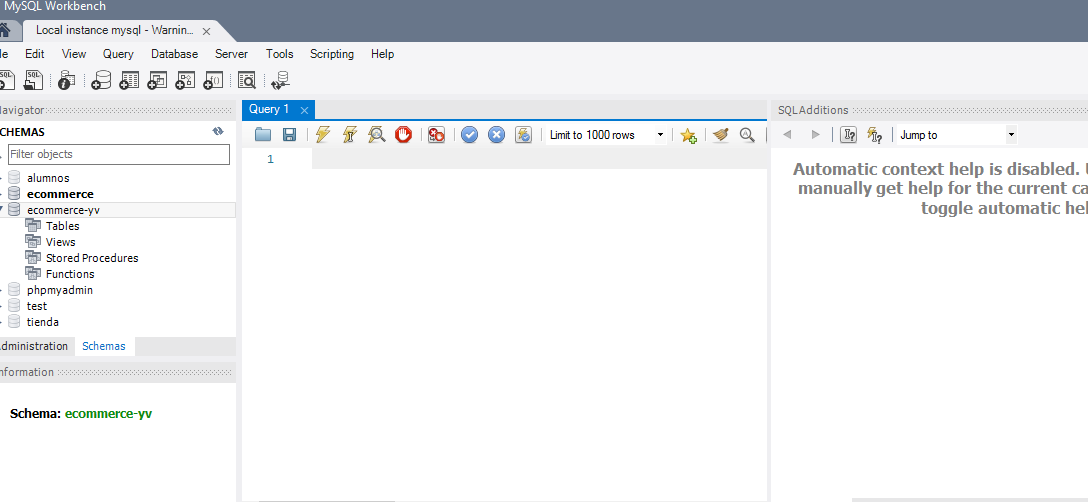 MySQL Workbench
Local instance mysql - Warnin...
le Edit View Query Database Server Tools Scripting Help
Navigator
Query 1
SQLAdditions
SCHEMAS
Limit to 1000 rows
Jump to
Filter objects
1
Automatic context help is disabled. U
manually get help for the current ca
toggle automatic hel
alumnos
ecommerce
ecommerce-yv
Tables
Views
Stored Procedures
Functions
phpmyadmin
test
tienda
Administration Schemas
Information
Schema: ecommerce-yv